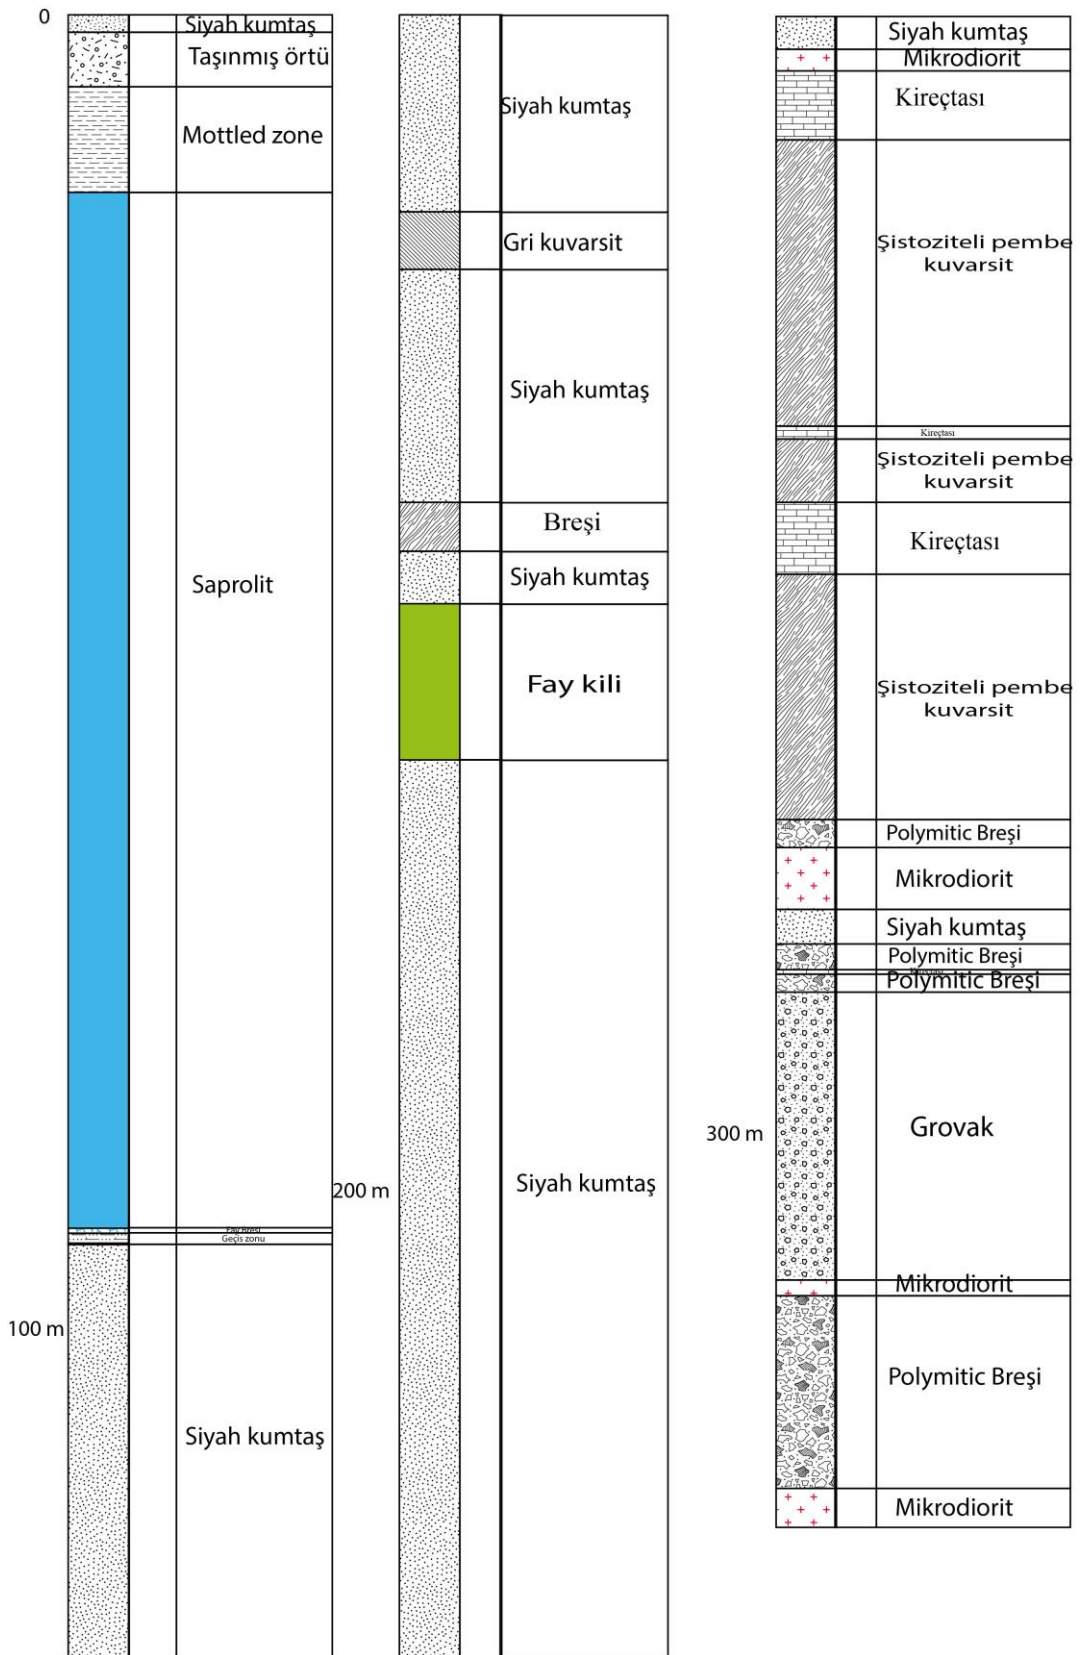 0
Siyah kumtaş
Taşınmış örtü
Mottled zone
Saprolit
Fay Breşi
Geçis zonu
100 m
Siyah kumtaş
Siyah kumtaş
Gri kuvarsit
Siyah kumtaş
Breşi
Siyah kumtaş
Fay kili
200 m
Siyah kumtaş
Siyah kumtaş
Mikrodiorit
Kireçtası
Şistoziteli pembe
kuvarsit
Kireçtası
Şistoziteli pembe
kuvarsit
Kireçtası
Şistoziteli pembe
kuvarsit
Polymitic Breşi
Mikrodiorit
Siyah kumtaş
Polymitic Breşi
Polymitic Breşi
300 m
Grovak
Mikrodiorit
Polymitic Breşi
Mikrodiorit